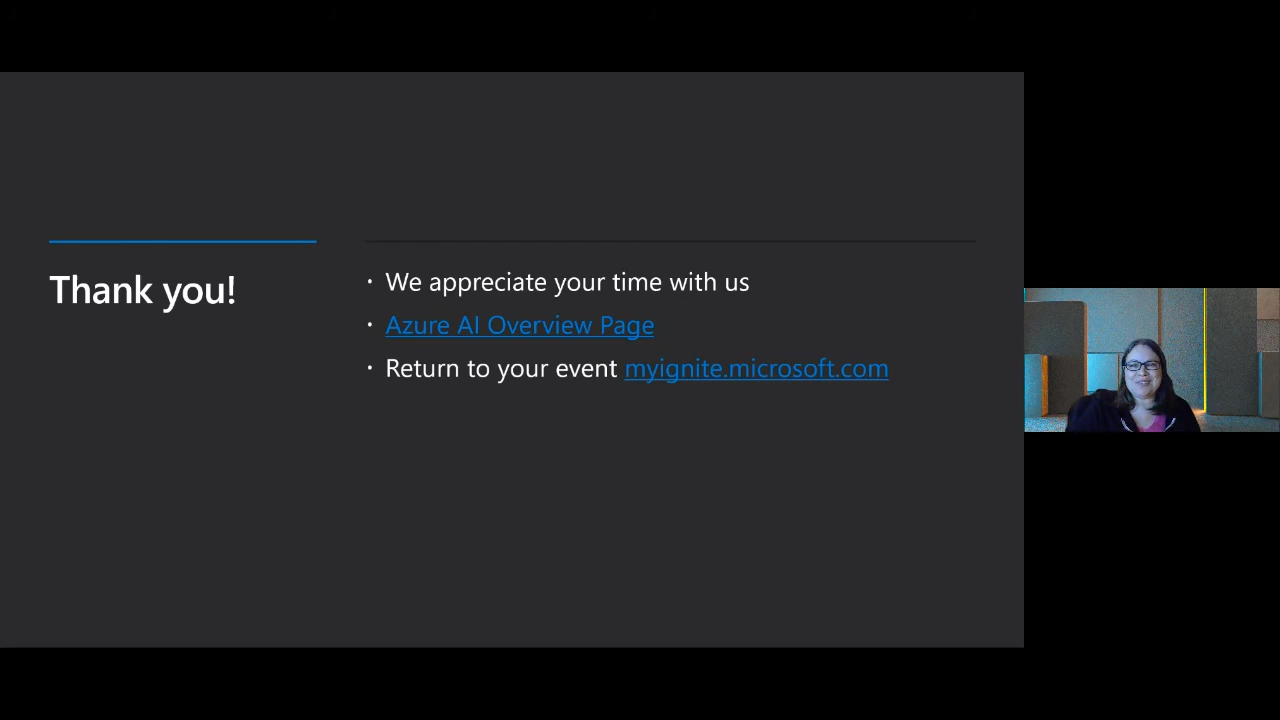 Thank you!
· We appreciate your time with us
· Azure AI Overview Page
· Return to your event myignite.microsoft.com